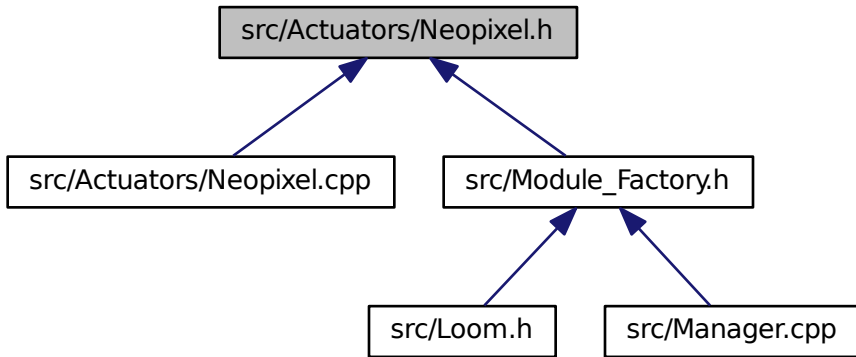 src/Actuators/Neopixel.h
src/Actuators/Neopixel.cpp
src/Module_Factory.h
src/Loom.h
src/Manager.cpp